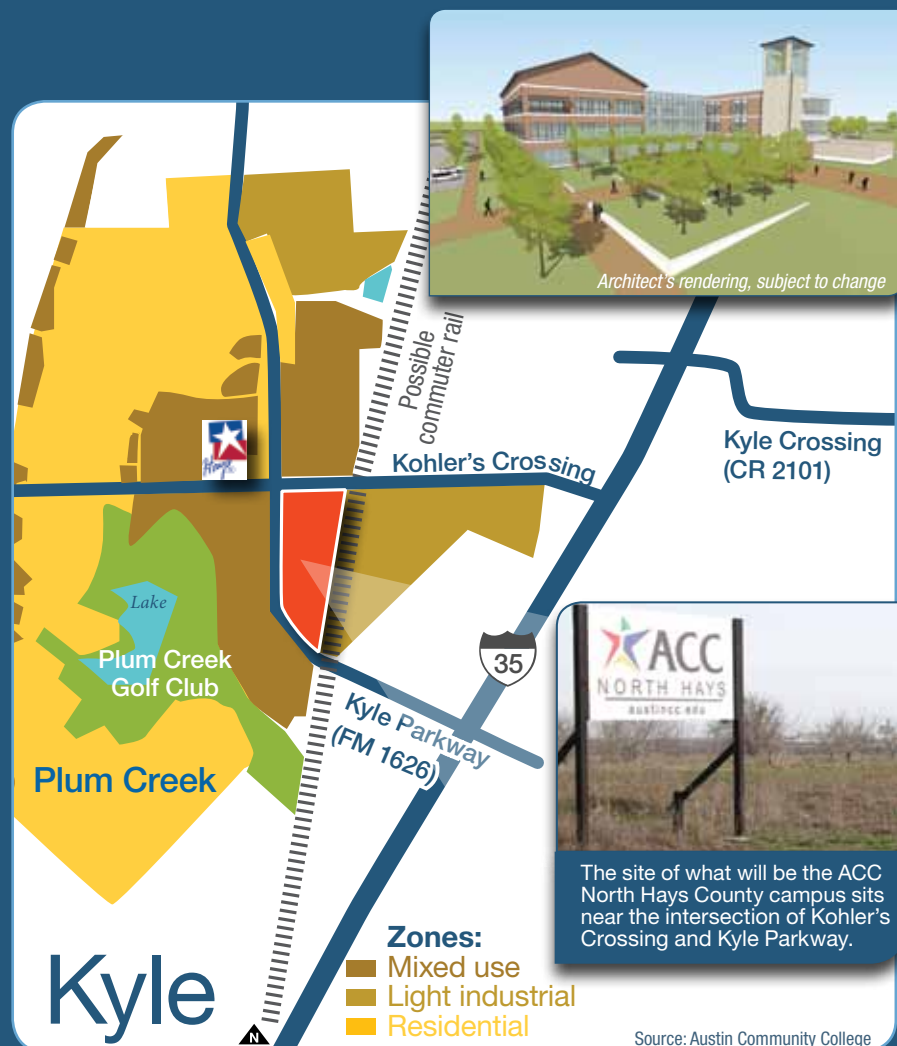 Architect's rendering, subject to change
Possible
commuter rail
Kohler's Crossing
Kyle Crossing
(CR 2101)
Hays
Lake
Plum Creek
Golf Club
35
Kyle Parkway
(FM 1626)
Plum Creek
ACC
NORTH HAYS
austincc.edu
The site of what will be the ACC
North Hays County campus sits
near the intersection of Kohler's
Crossing and Kyle Parkway.
Kyle
N
Zones:
Mixed use
Light industrial
Residential
Source: Austin Community College